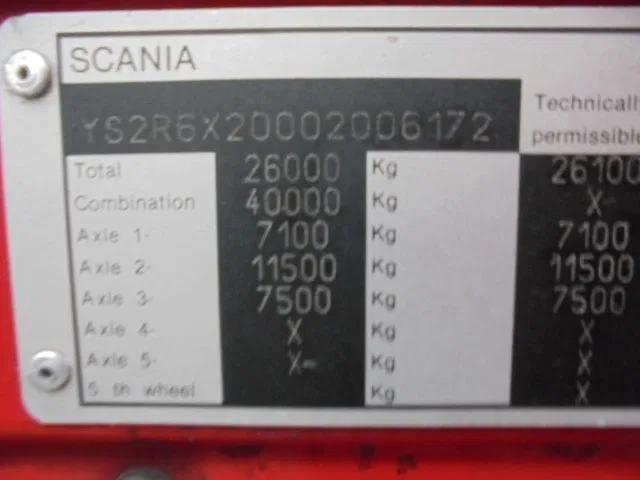 SCANIA
Technically
permissible
YS2R6X20002006172
Total 26000 Kg 26100
Combination 40000 Kg X
Axle 1- 7100 Kg 7100
Axle 2- 11500 Kg 11500
Axle 3- 7500 Kg 7500
Axle 4- X Kg X
Axle 5- X- Kg X
5 th wheel Kg X